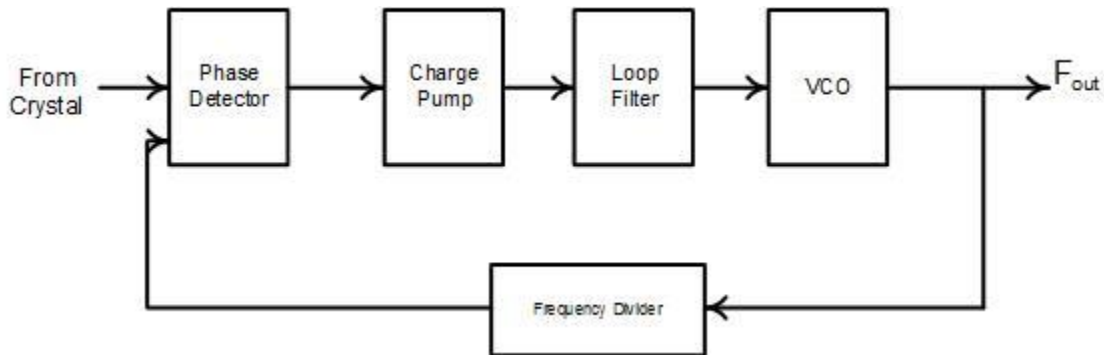 From
Crystal
Phase
Detector
Charge
Pump
Loop
Filter
VCO
Fout
Frequency Divider